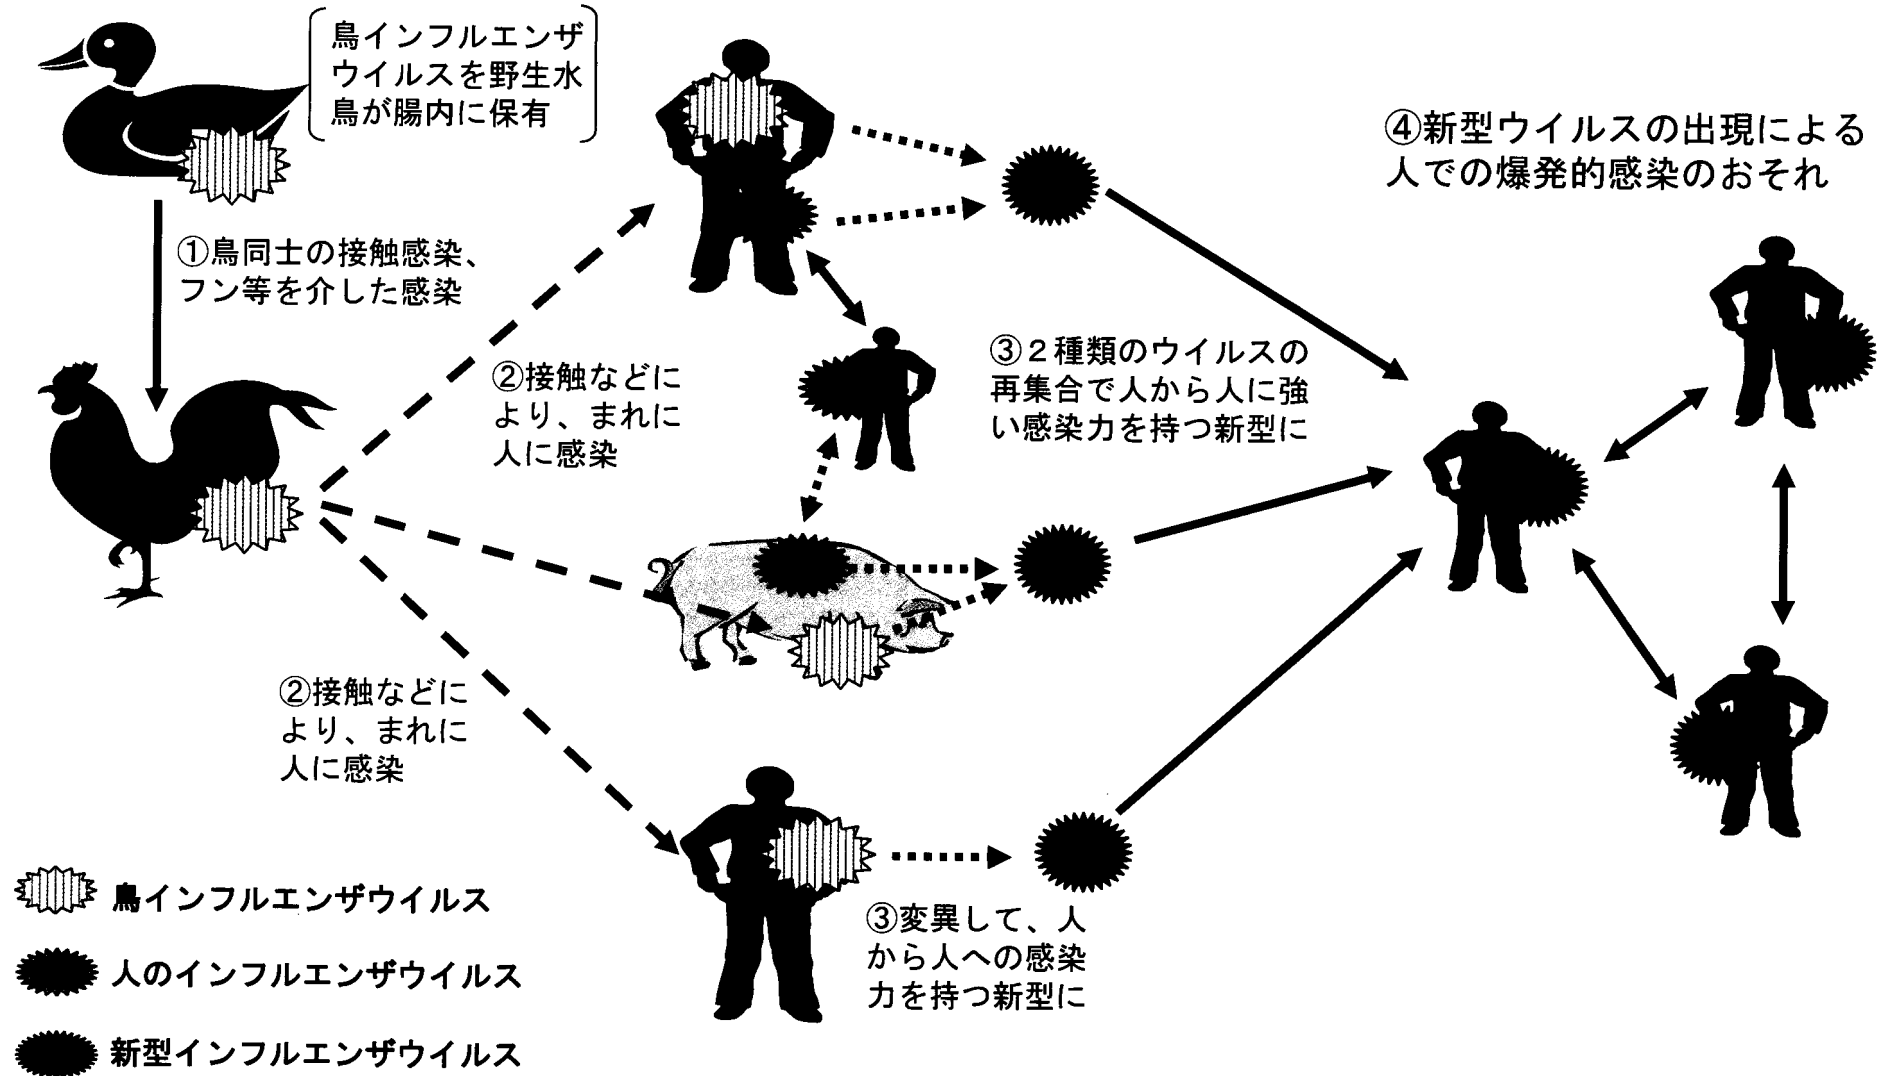 鳥インフルエンザ
ウイルスを野生水
鳥が腸内に保有
①鳥同士の接触感染、
フン等を介した感染
②接触などに
より、まれに
人に感染
③２種類のウイルスの
再集合で人から人に強
い感染力を持つ新型に
④新型ウイルスの出現による
人での爆発的感染のおそれ
②接触などに
より、まれに
人に感染
③変異して、人
から人への感染
力を持つ新型に
鳥インフルエンザウイルス
人のインフルエンザウイルス
新型インフルエンザウイルス